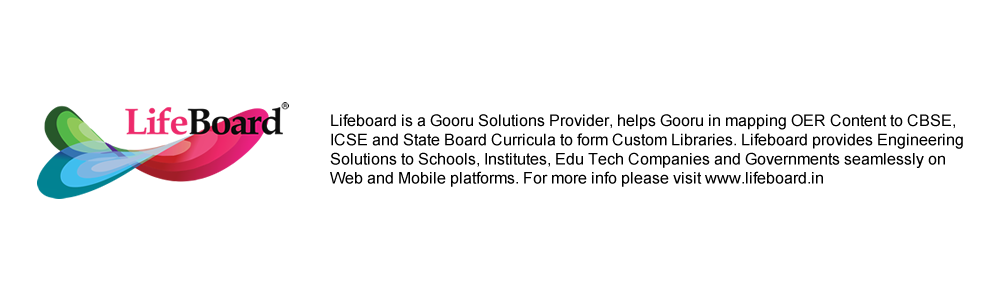 LifeBoard®
Lifeboard is a Gooru Solutions Provider, helps Gooru in mapping OER Content to CBSE,
ICSE and State Board Curricula to form Custom Libraries. Lifeboard provides Engineering
Solutions to Schools, Institutes, Edu Tech Companies and Governments seamlessly on
Web and Mobile platforms. For more info please visit www.lifeboard.in